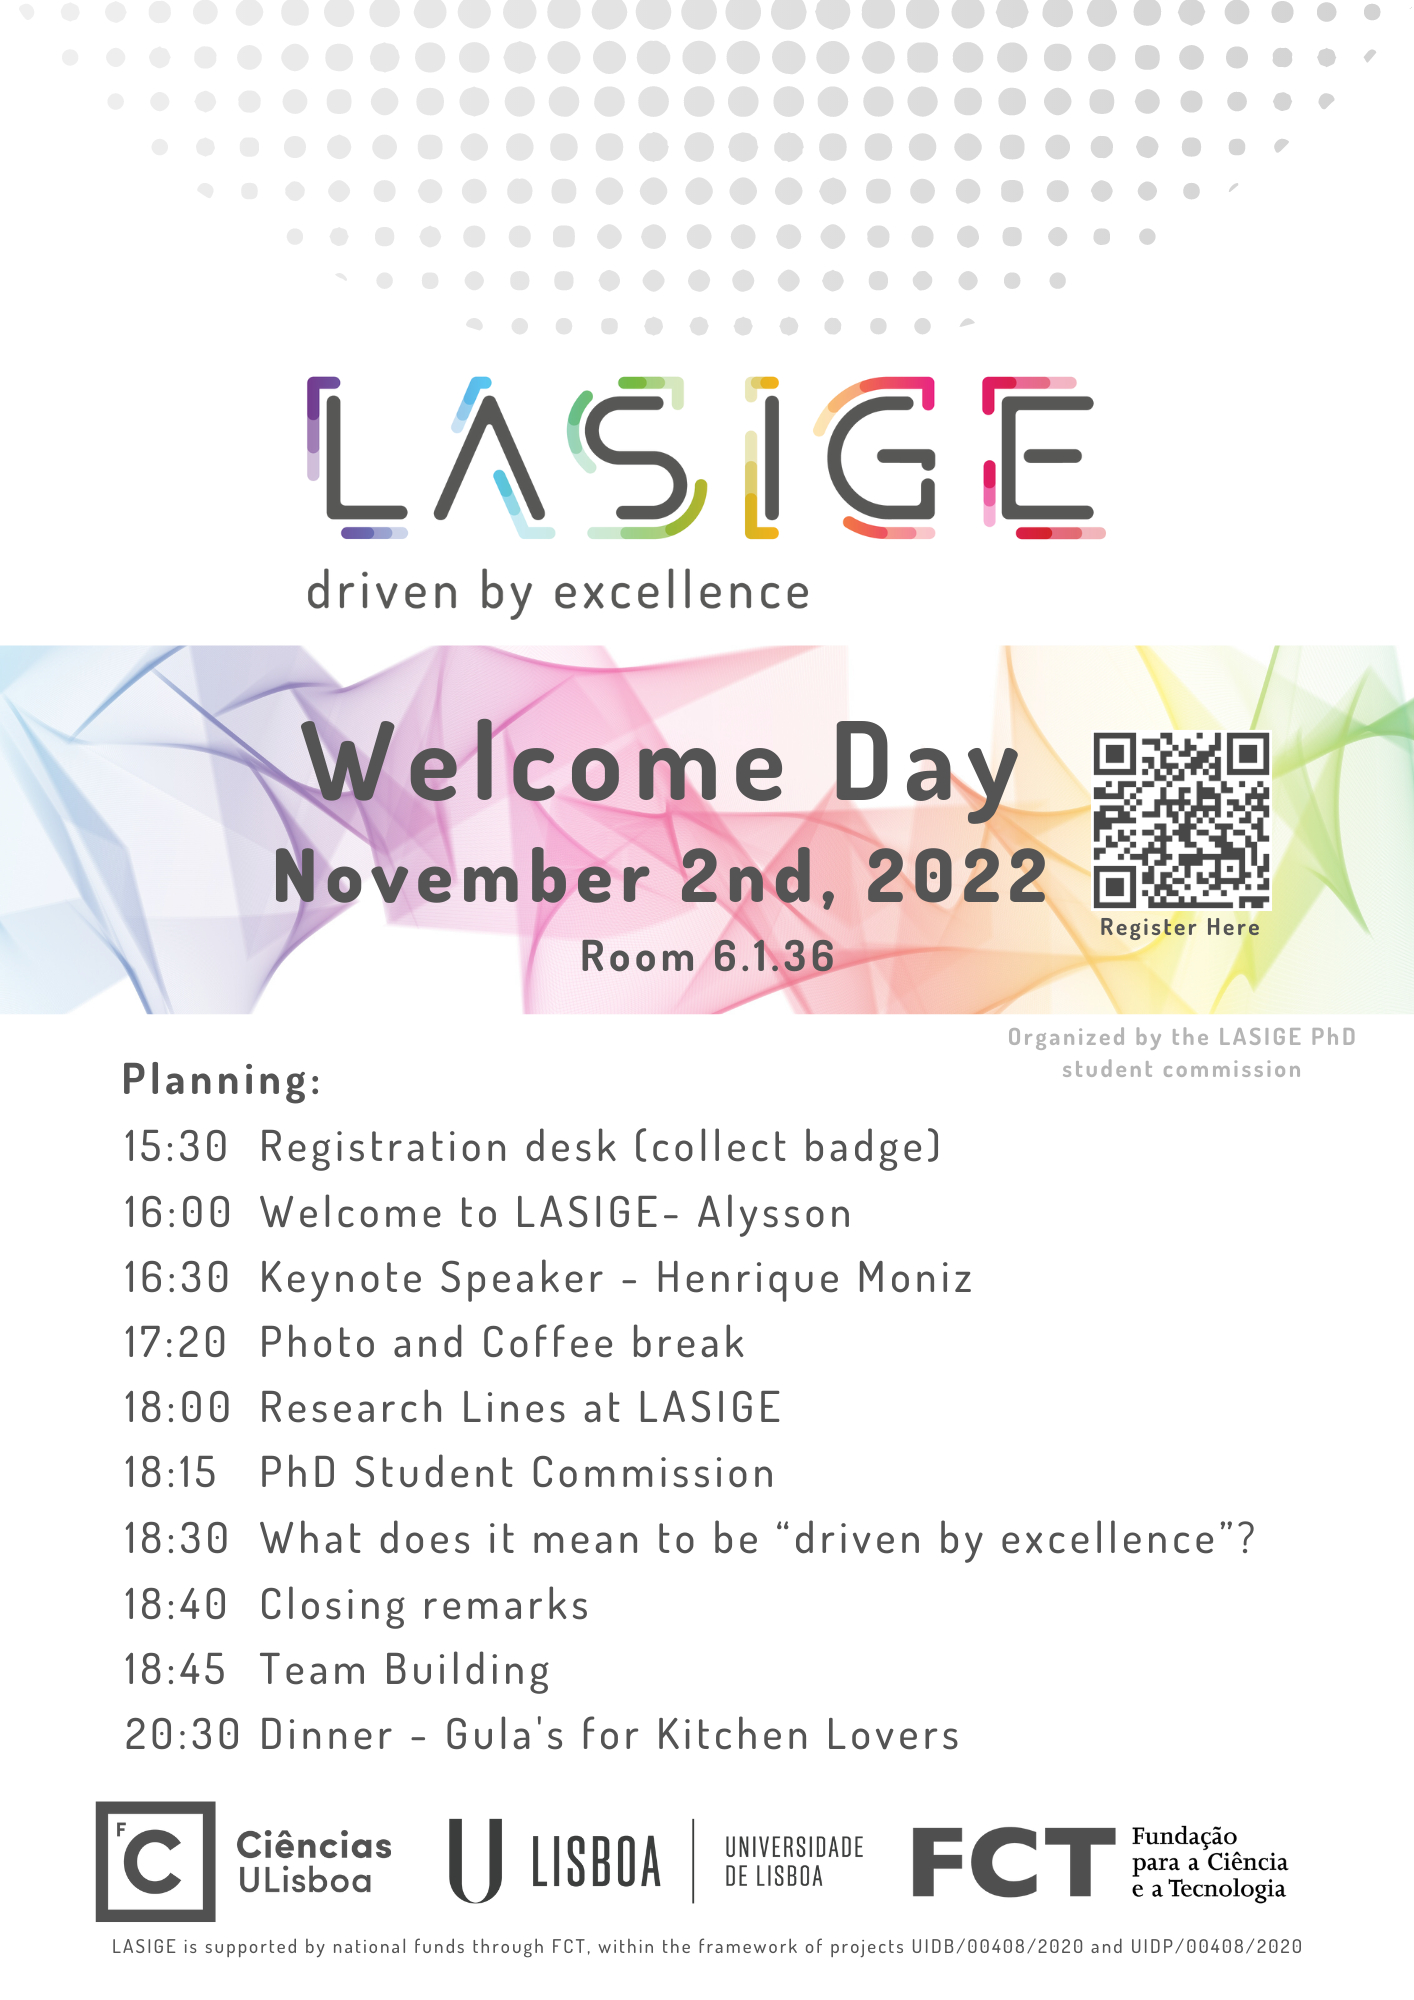 LASIGE
driven by excellence
Welcome Day
November 2nd, 2022
Room 6.1.36
Register Here
Organized by the LASIGE PhD
student commission
Planning:
15:30 Registration desk (collect badge)
16:00 Welcome to LASIGE- Alysson
16:30 Keynote Speaker - Henrique Moniz
17:20 Photo and Coffee break
18:00 Research Lines at LASIGE
18:15 PhD Student Commission
18:30 What does it mean to be “driven by excellence”?
18:40 Closing remarks
18:45 Team Building
20:30 Dinner - Gula's for Kitchen Lovers
F C
Ciências
ULisboa
U LISBOA
UNIVERSIDADE
DE LISBOA
FCT
Fundação
para a Ciência
e a Tecnologia
LASIGE is supported by national funds through FCT, within the framework of projects UIDB/00408/2020 and UIDP/00408/2020